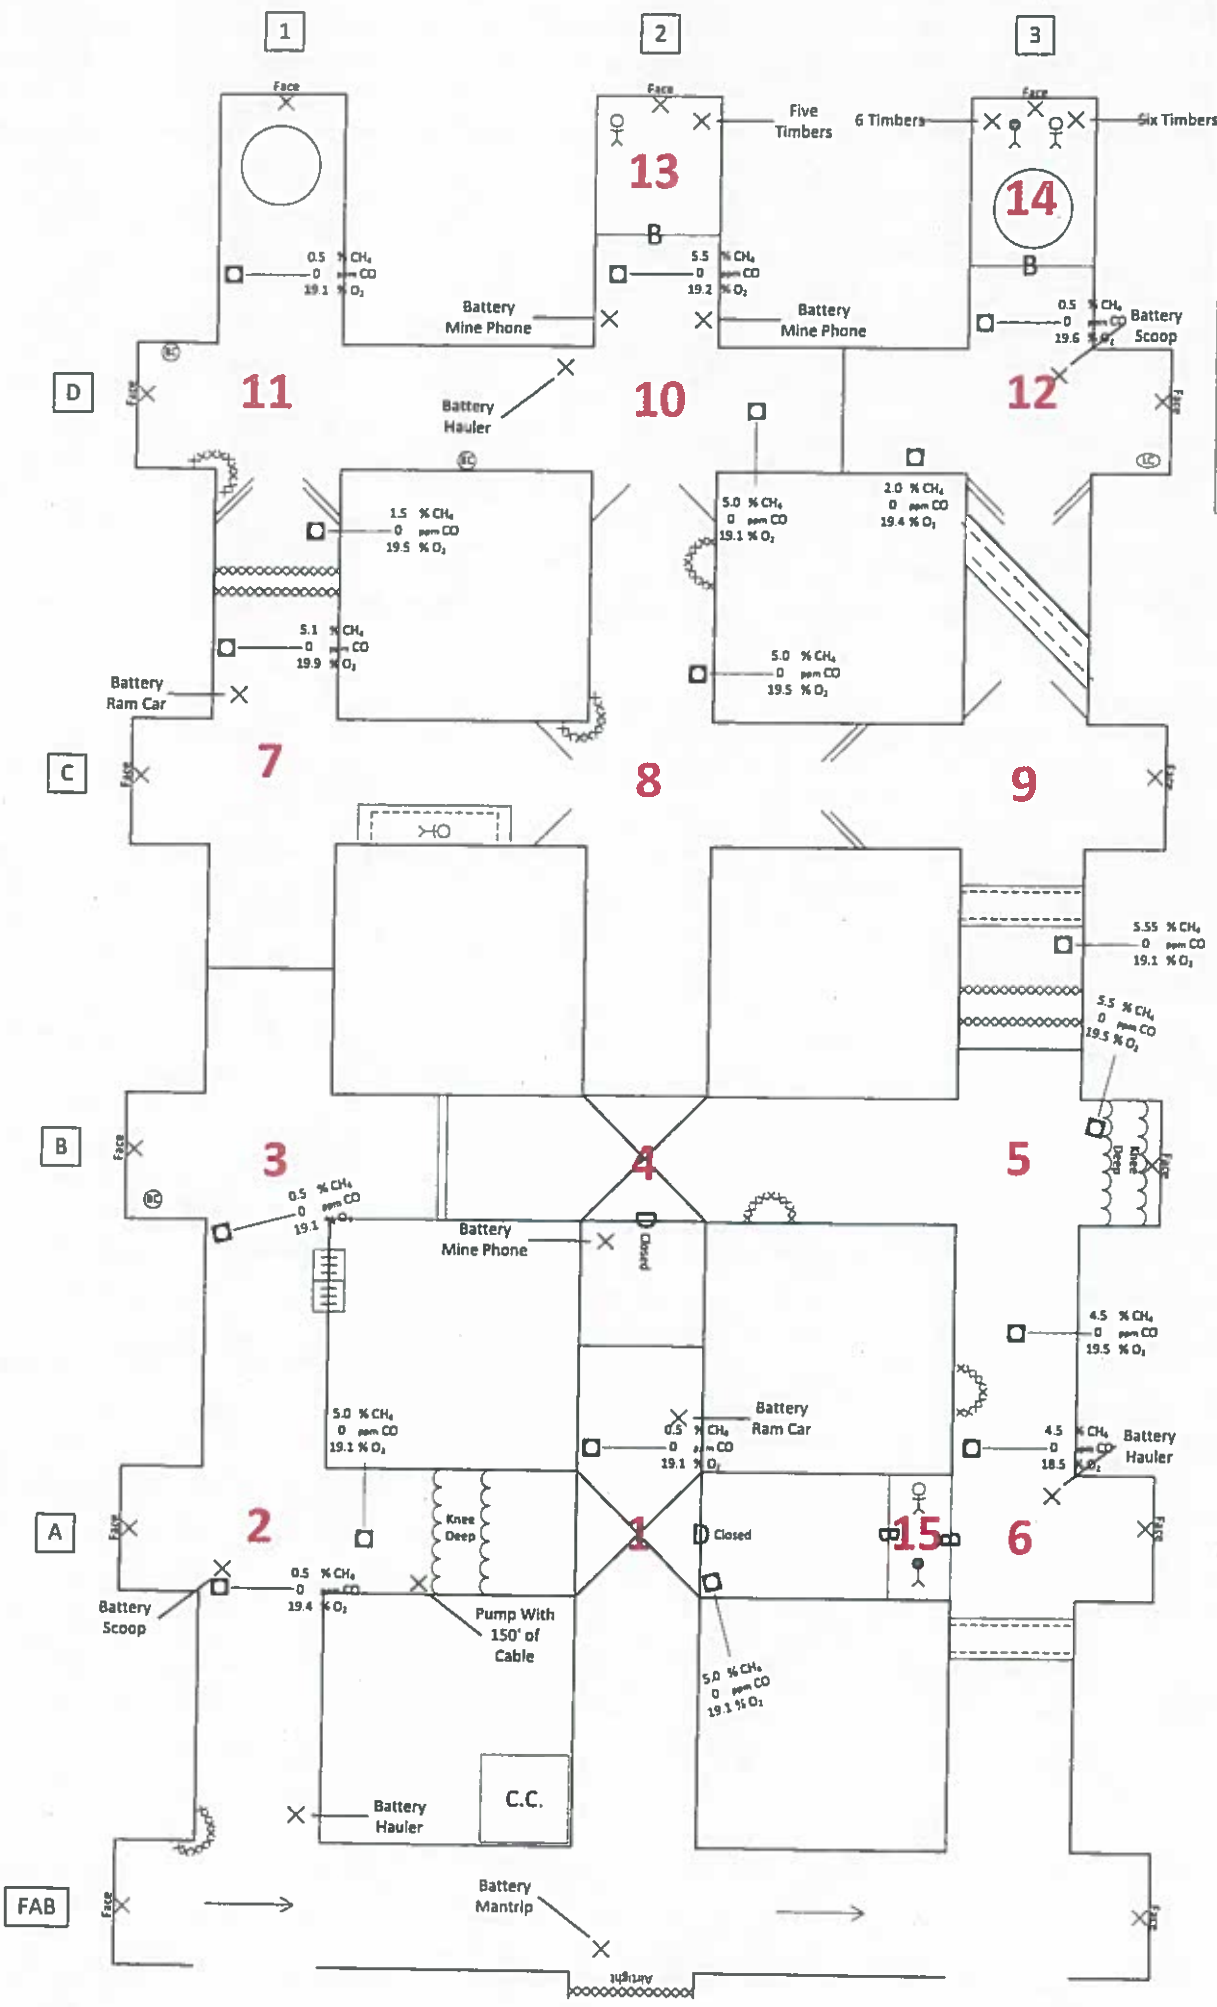 1
2
3
Face
Face
Face
Five
Timbers
6 Timbers
Six Timbers
13
14
B
B
0.5 % CH₄
0 ppm CO
19.1 % O₂
5.5 % CH₄
0 ppm CO
19.2 % O₂
0.5 % CH₄
0 ppm CO
19.6 % O₂
Battery
Mine Phone
Battery
Mine Phone
Battery
Scoop
BC
D
Face
11
10
12
Face
Battery
Hauler
BC
1.5 % CH₄
0 ppm CO
19.5 % O₂
5.0 % CH₄
0 ppm CO
19.1 % O₂
2.0 % CH₄
0 ppm CO
19.4 % O₂
5.1 % CH₄
0 ppm CO
19.9 % O₂
5.0 % CH₄
0 ppm CO
19.5 % O₂
Battery
Ram Car
C
Face
7
8
9
Face
5.55 % CH₄
0 ppm CO
19.1 % O₂
5.5 % CH₄
0 ppm CO
19.5 % O₂
B
Face
3
4
5
Knee
Deep
Face
BC
0.5 % CH₄
0 ppm CO
19.1 % O₂
Battery
Mine Phone
D
Closed
4.5 % CH₄
0 ppm CO
19.5 % O₂
5.0 % CH₄
0 ppm CO
19.1 % O₂
Battery
Ram Car
0.5 % CH₄
0 ppm CO
19.1 % O₂
4.5 % CH₄
0 ppm CO
18.5 % O₂
Battery
Hauler
A
Face
2
Knee
Deep
1
D
Closed
B
15
B
6
Face
0.5 % CH₄
0 ppm CO
19.4 % O₂
Battery
Scoop
Pump With
150' of
Cable
5.0 % CH₄
0 ppm CO
19.1 % O₂
C.C.
Battery
Hauler
FAB
Face
Battery
Mantrip
Face
Airtight